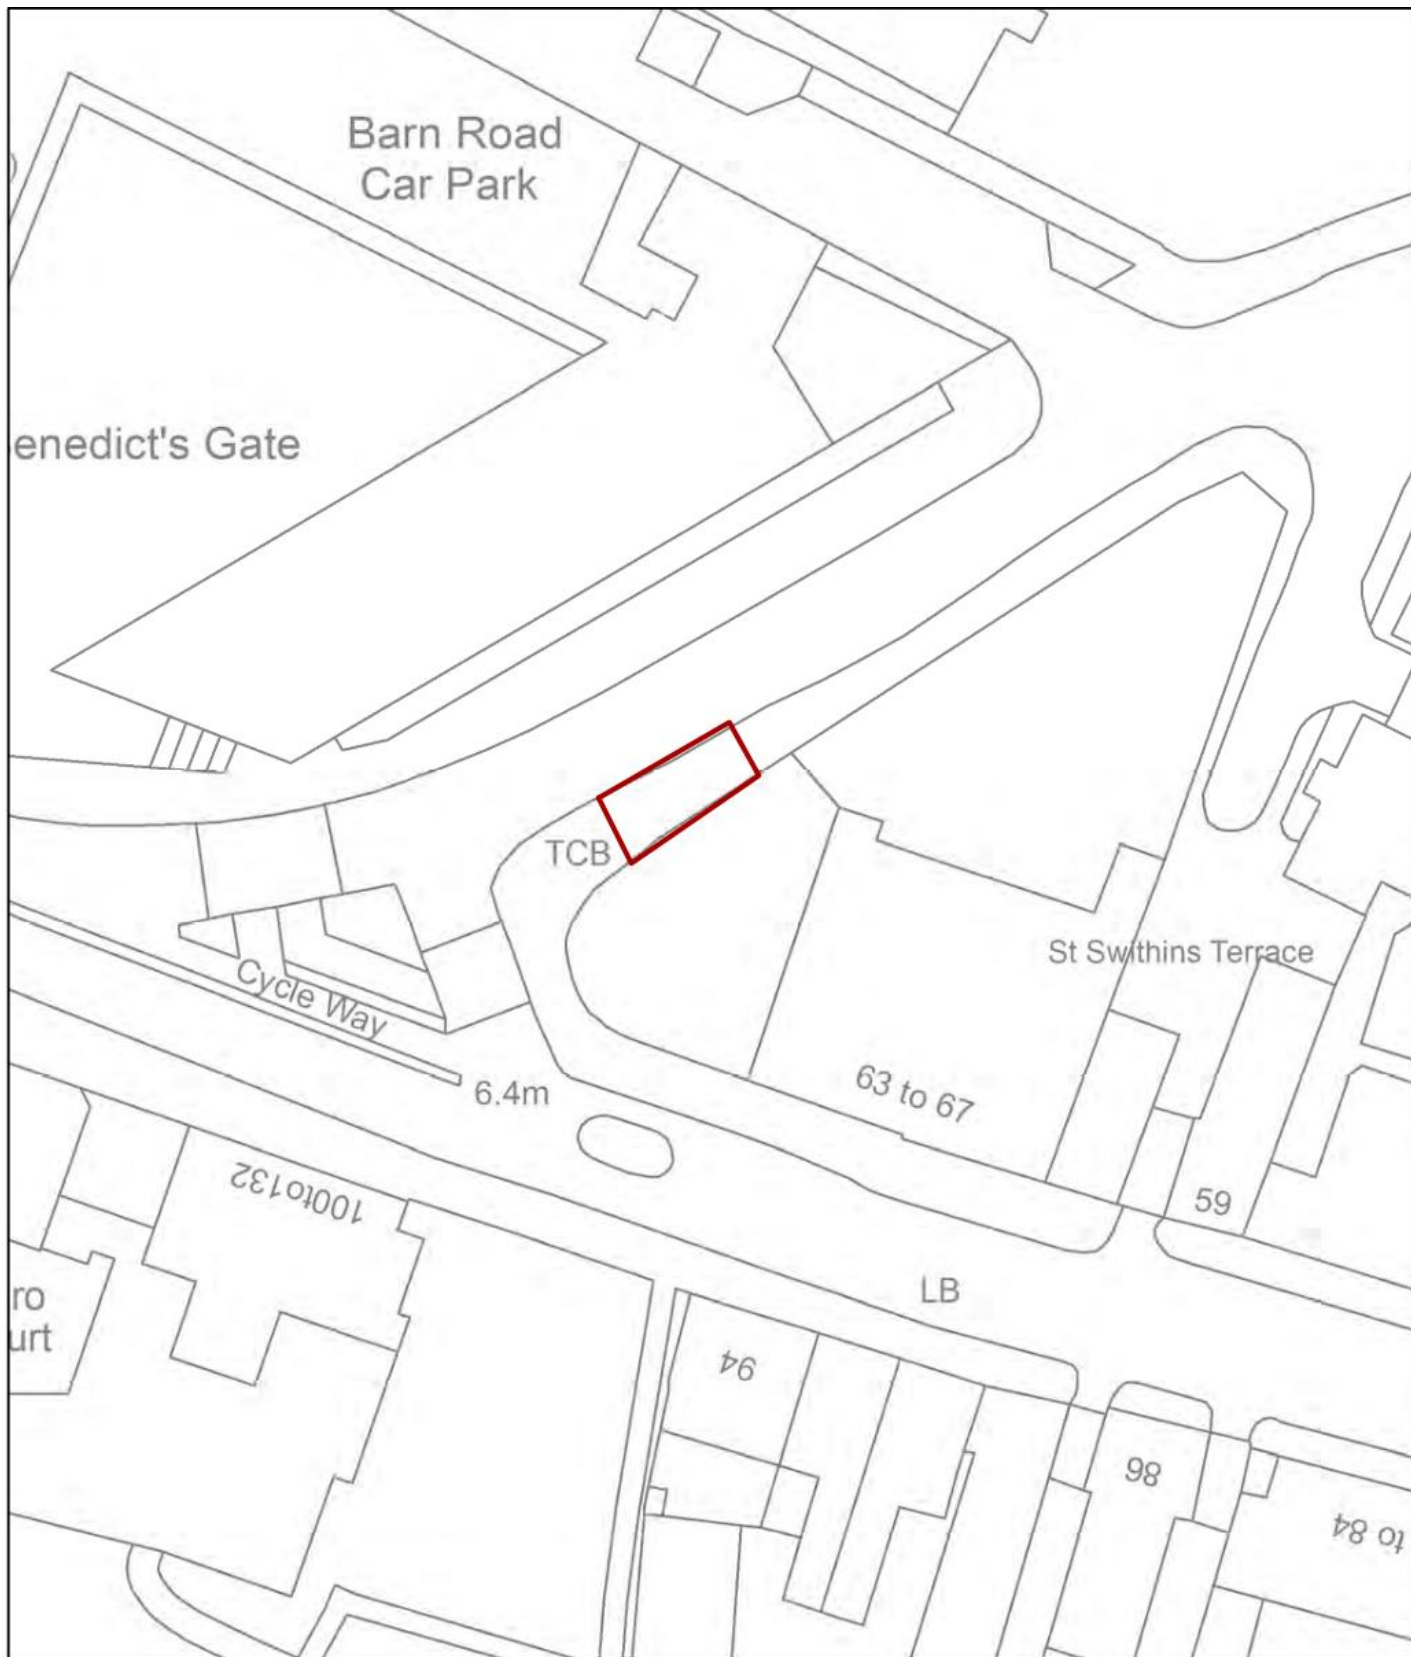 Barn Road
Car Park
enedict's Gate
TCB
St Swithins Terrace
Cycle Way
63 to 67
6.4m
100to132
59
LB
ro
urt
94
86
to 84